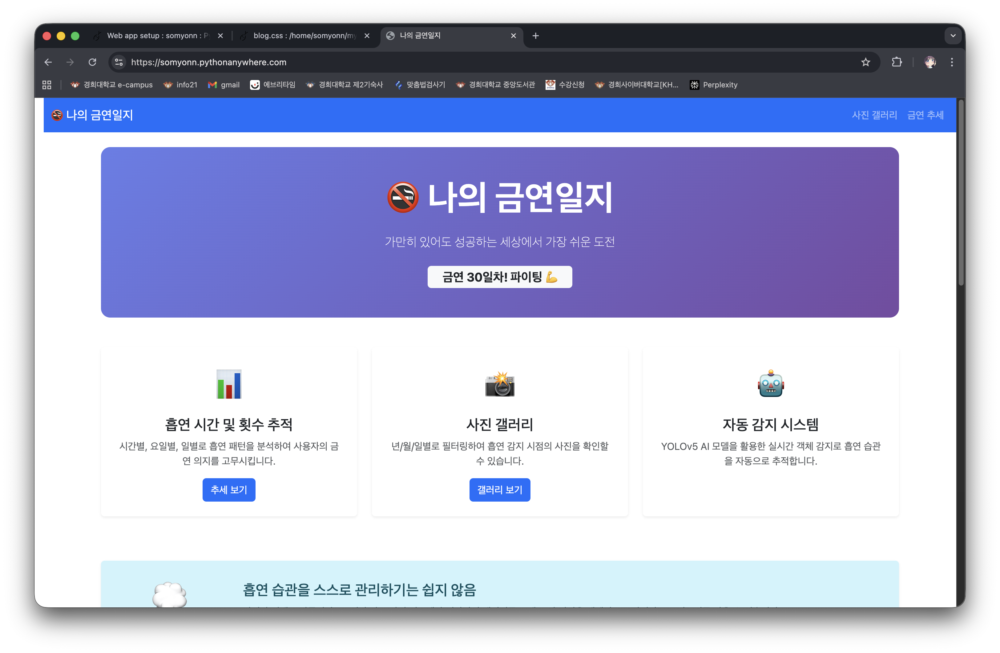 Web app setup : somyonn : Py
blog.css : /home/somyonn/my
나의 금연일지
https://somyonn.pythonanywhere.com
경희대학교 e-campus
info21
gmail
에브리타임
경희대학교 제2기숙사
맞춤법검사기
경희대학교 중앙도서관
수강신청
경희사이버대학교[KH...
Perplexity
나의 금연일지
사진 갤러리
금연 추세
나의 금연일지
가만히 있어도 성공하는 세상에서 가장 쉬운 도전
금연 30일차! 파이팅 💪
흡연 시간 및 횟수 추적
시간별, 요일별, 일별로 흡연 패턴을 분석하여 사용자의 금
연 의지를 고무시킵니다.
추세 보기
사진 갤러리
년/월/일별로 필터링하여 흡연 감지 시점의 사진을 확인할
수 있습니다.
갤러리 보기
자동 감지 시스템
YOLOv5 AI 모델을 활용한 실시간 객체 감지로 흡연 습관
을 자동으로 추적합니다.
흡연 습관을 스스로 관리하기는 쉽지 않음